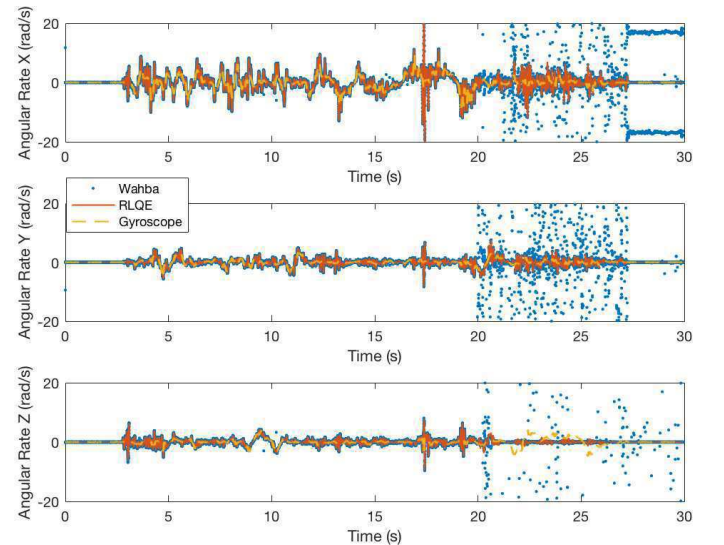 Angular Rate X (rad/s)
20
0
-20
0 5 10 15 20 25 30
Time (s)
Wahba
RLQE
Gyroscope
Angular Rate Y (rad/s)
20
0
-20
0 5 10 15 20 25 30
Time (s)
Angular Rate Z (rad/s)
20
0
-20
0 5 10 15 20 25 30
Time (s)